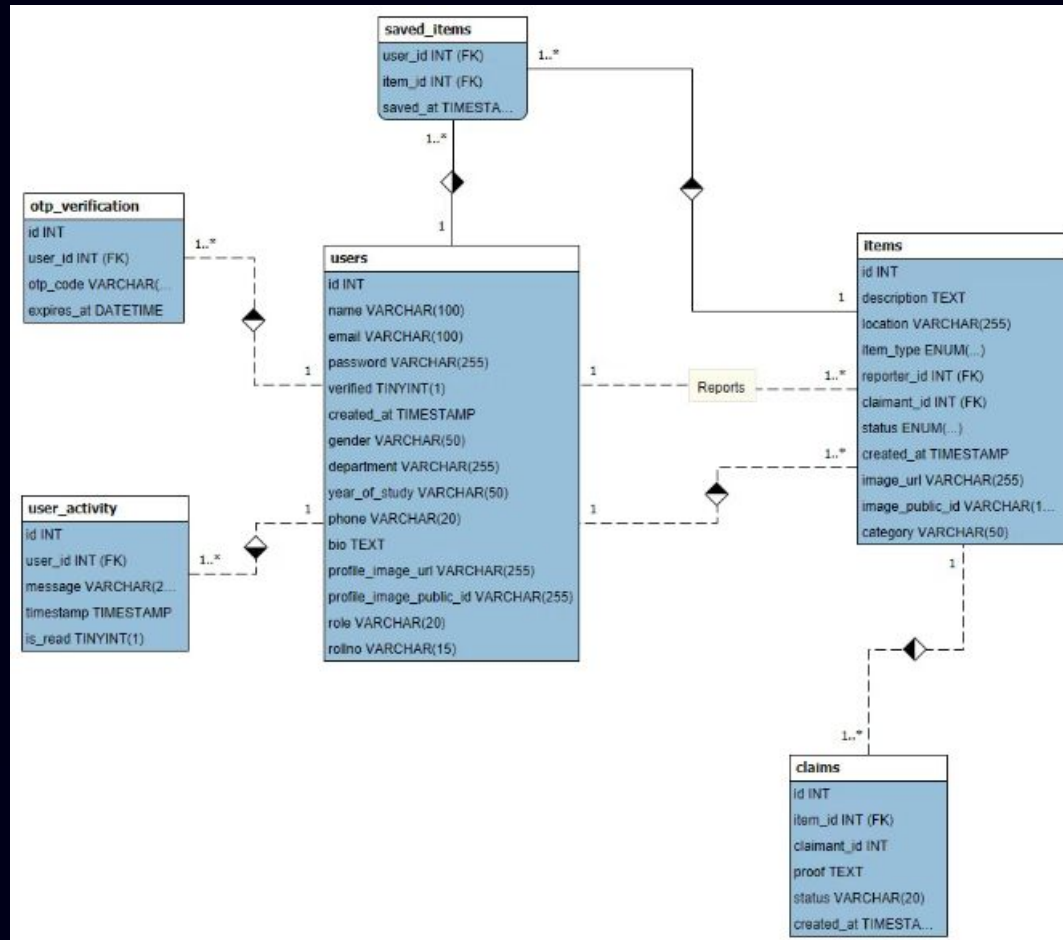 saved_items
user_id INT (FK)
item_id INT (FK)
saved_at TIMESTA...
1..*
1..*
1
otp_verification
id INT
user_id INT (FK)
otp_code VARCHAR(...
expires_at DATETIME
1..*
1
users
id INT
name VARCHAR(100)
email VARCHAR(100)
password VARCHAR(255)
verified TINYINT(1)
created_at TIMESTAMP
gender VARCHAR(50)
department VARCHAR(255)
year_of_study VARCHAR(50)
phone VARCHAR(20)
bio TEXT
profile_image_url VARCHAR(255)
profile_image_public_id VARCHAR(255)
role VARCHAR(20)
rollno VARCHAR(15)
1
Reports
1..*
1
1..*
1
items
id INT
description TEXT
location VARCHAR(255)
item_type ENUM(...)
reporter_id INT (FK)
claimant_id INT (FK)
status ENUM(...)
created_at TIMESTAMP
image_url VARCHAR(255)
image_public_id VARCHAR(1...
category VARCHAR(50)
user_activity
id INT
user_id INT (FK)
message VARCHAR(2...
timestamp TIMESTAMP
is_read TINYINT(1)
1
1..*
1
1..*
claims
id INT
item_id INT (FK)
claimant_id INT
proof TEXT
status VARCHAR(20)
created_at TIMESTA...